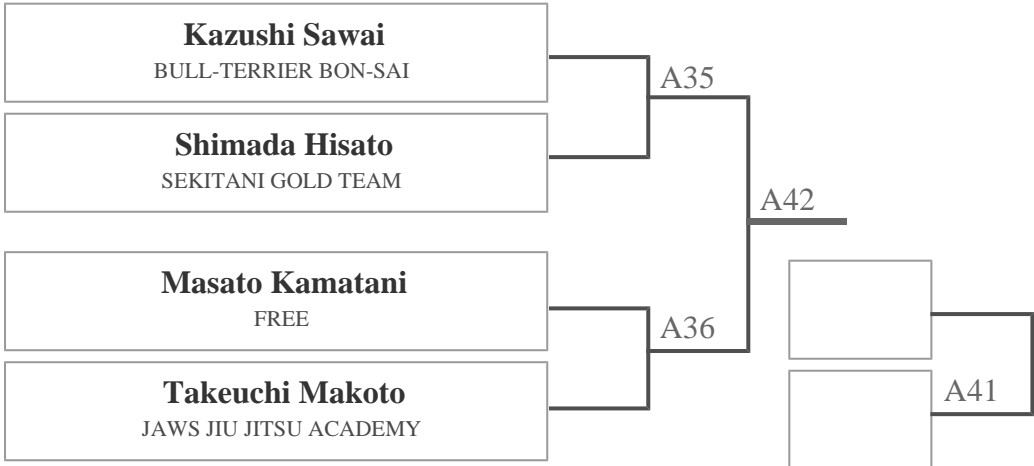 Kazushi Sawai
BULL-TERRIER BON-SAI
A35
Shimada Hisato
SEKITANI GOLD TEAM
A42
Masato Kamatani
FREE
A36
Takeuchi Makoto
JAWS JIU JITSU ACADEMY
A41